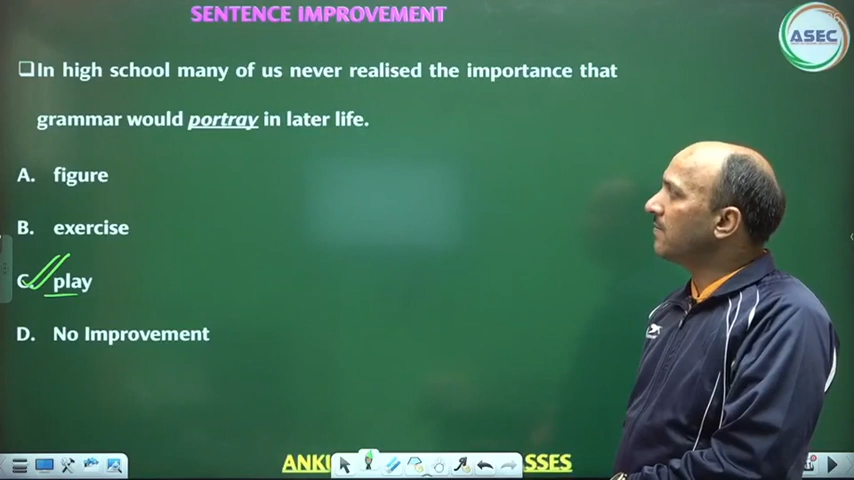 SENTENCE IMPROVEMENT
ASEC
In high school many of us never realised the importance that
grammar would portray in later life.
A. figure
B. exercise
C. play
D. No Improvement
SSES